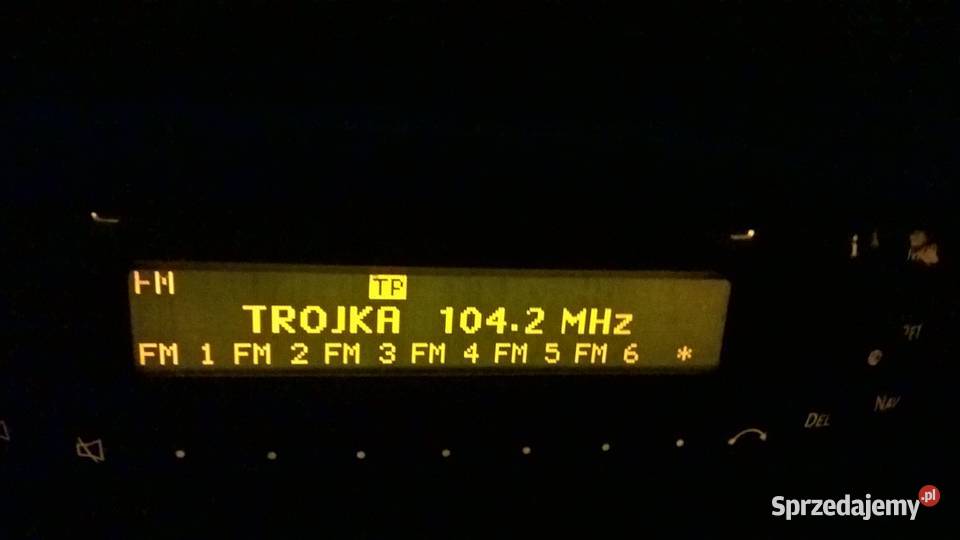 i
FM TP
TROJKA 104.2 MHz
FM 1 FM 2 FM 3 FM 4 FM 5 FM 6 *
NAV
DEL
Sprzedajemy.pl